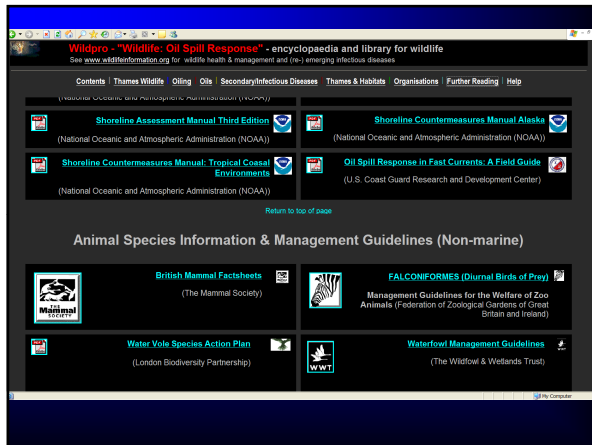 Wildpro - "Wildlife: Oil Spill Response" - encyclopaedia and library for wildlife
See www.wildlifeinformation.org for wildlife health & management and (re-) emerging infectious diseases
Contents | Thames Wildlife | Oiling | Oils | Secondary/Infectious Diseases | Thames & Habitats | Organisations | Further Reading | Help
(National Oceanic and Atmospheric Administration (NOAA))
Shoreline Assessment Manual Third Edition
(National Oceanic and Atmospheric Administration (NOAA))
Shoreline Countermeasures Manual Alaska
(National Oceanic and Atmospheric Administration (NOAA))
Shoreline Countermeasures Manual: Tropical Coasal
Environments
(National Oceanic and Atmospheric Administration (NOAA))
Oil Spill Response in Fast Currents: A Field Guide
(U.S. Coast Guard Research and Development Center)
Return to top of page
Animal Species Information & Management Guidelines (Non-marine)
THE
Mammal
SOCIETY
British Mammal Factsheets
(The Mammal Society)
FALCONIFORMES (Diurnal Birds of Prey)
Management Guidelines for the Welfare of Zoo
Animals (Federation of Zoological Gardens of Great
Britain and Ireland)
Water Vole Species Action Plan
(London Biodiversity Partnership)
WWT
Waterfowl Management Guidelines
(The Wildfowl & Wetlands Trust)
WWT
My Computer